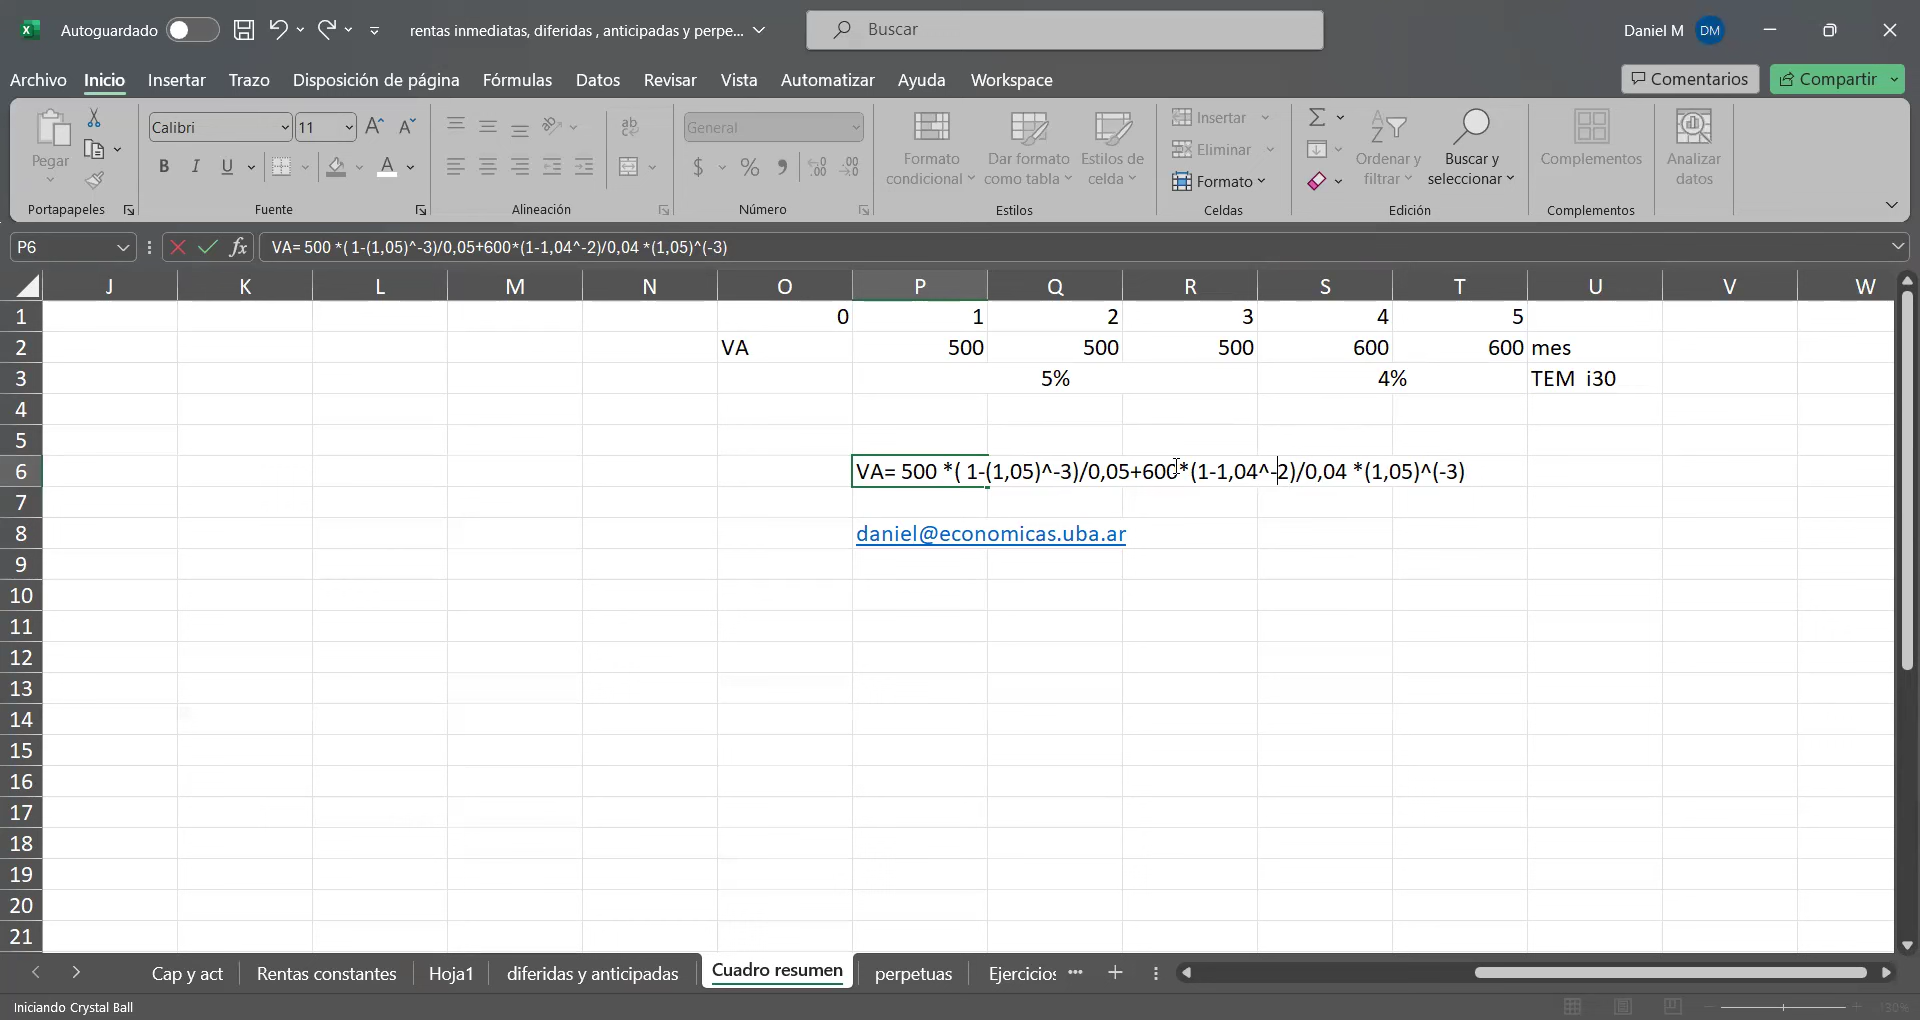 Autoguardado
rentas inmediatas, diferidas , anticipadas y perpe...
Buscar
Daniel M DM
Archivo Inicio Insertar Trazo Disposición de página Fórmulas Datos Revisar Vista Automatizar Ayuda Workspace
Comentarios Compartir
Pegar
Portapapeles
Calibri 11
Fuente
Alineación
General
Número
Formato condicional
Dar formato como tabla
Estilos de celda
Estilos
Insertar
Eliminar
Formato
Celdas
Ordenar y filtrar
Buscar y seleccionar
Edición
Complementos
Complementos
Analizar datos
P6 fx VA= 500 *( 1-(1,05)^-3)/0,05+600*(1-1,04^-2)/0,04 *(1,05)^(-3)
J K L M N O P Q R S T U V W
1 0 1 2 3 4 5
2 VA 500 500 500 600 600 mes
3 5% 4% TEM i30
4
5
6 VA= 500 *( 1-(1,05)^-3)/0,05+600*(1-1,04^-2)/0,04 *(1,05)^(-3)
7
8 daniel@economicas.uba.ar
9
10
11
12
13
14
15
16
17
18
19
20
21
Cap y act Rentas constantes Hoja1 diferidas y anticipadas Cuadro resumen perpetuas Ejercicios ...
Iniciando Crystal Ball
130%